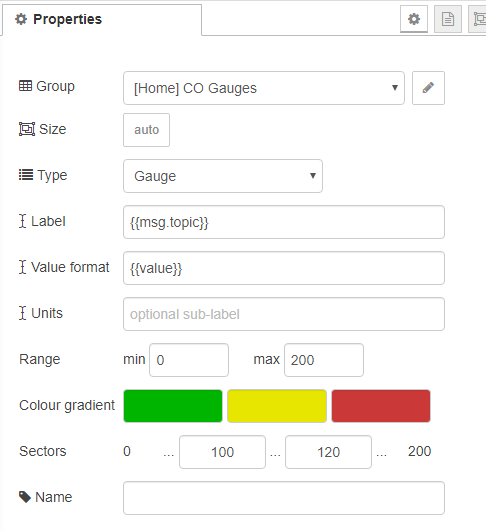 Properties
Group [Home] CO Gauges
Size auto
Type Gauge
Label {{msg.topic}}
Value format {{value}}
Units optional sub-label
Range min 0 max 200
Colour gradient
Sectors 0 ... 100 ... 120 ... 200
Name